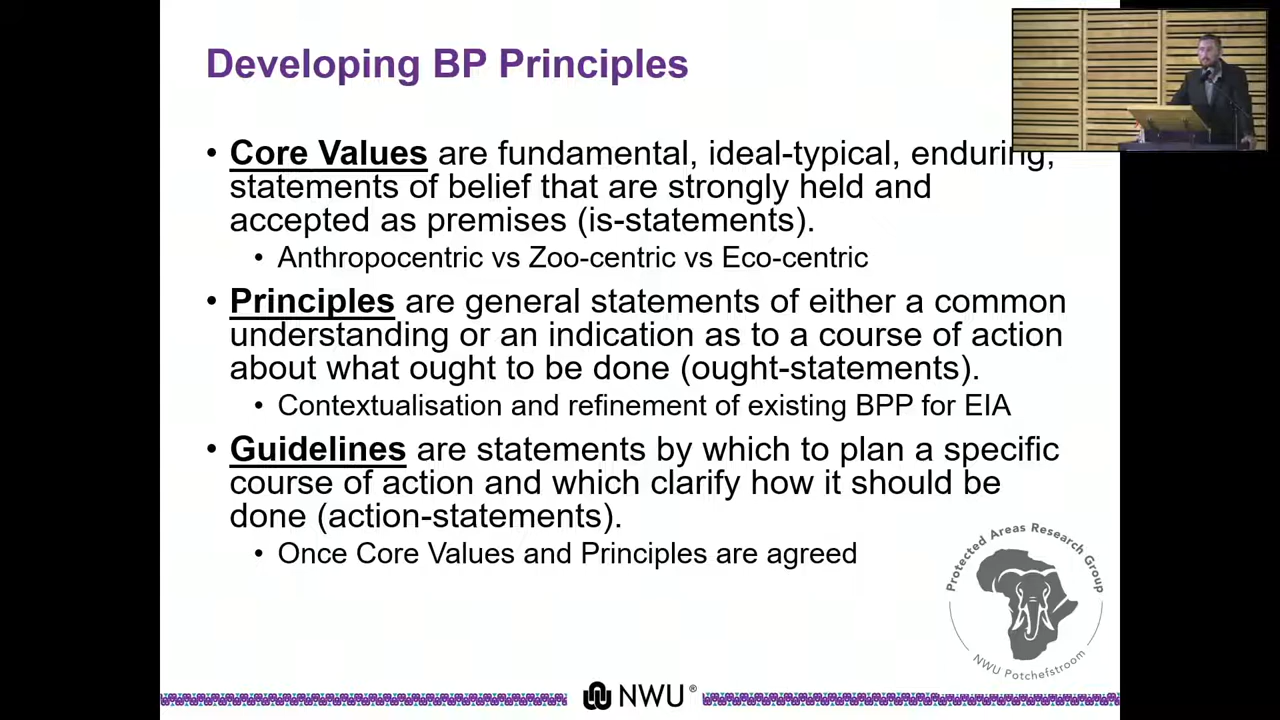 Developing BP Principles
• Core Values are fundamental, ideal-typical, enduring,
statements of belief that are strongly held and
accepted as premises (is-statements).
• Anthropocentric vs Zoo-centric vs Eco-centric
• Principles are general statements of either a common
understanding or an indication as to a course of action
about what ought to be done (ought-statements).
• Contextualisation and refinement of existing BPP for EIA
• Guidelines are statements by which to plan a specific
course of action and which clarify how it should be
done (action-statements).
• Once Core Values and Principles are agreed
Protected Areas Research Group
NWU Potchefstroom
NWU®